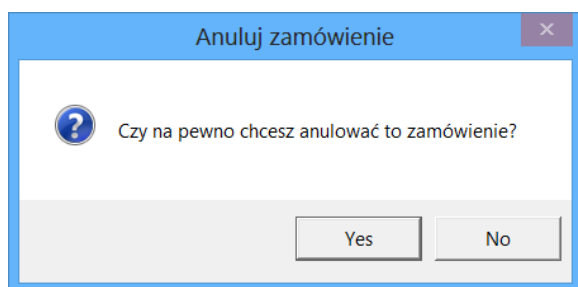 Anuluj zamówienie
Czy na pewno chcesz anulować to zamówienie?
Yes No